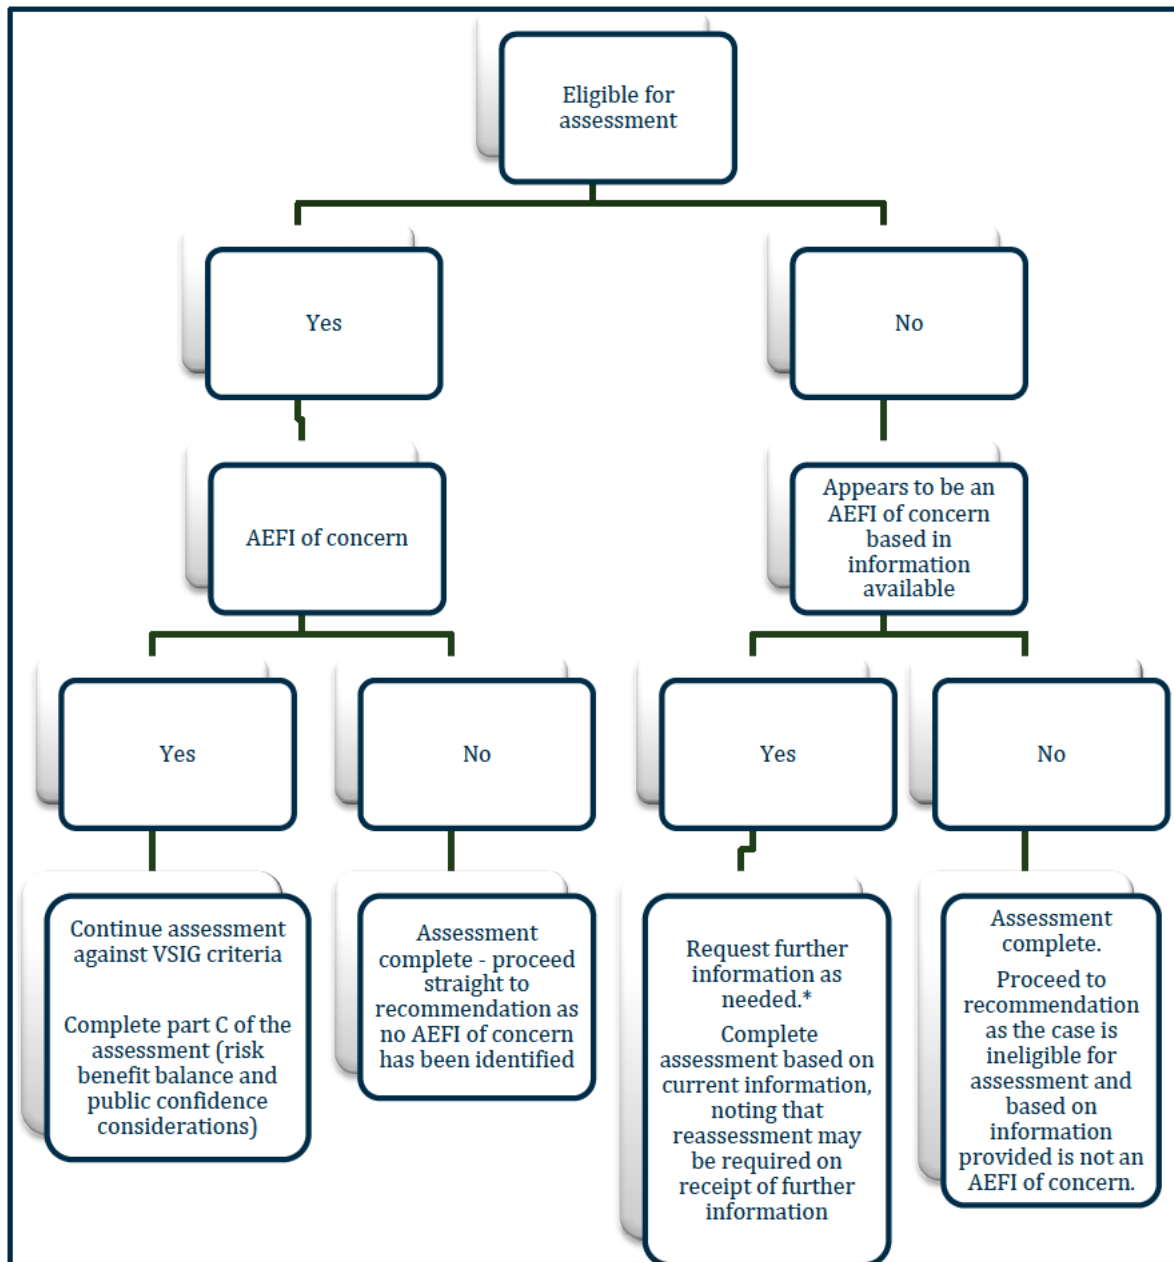 Eligible for
assessment
Yes
No
AEFI of concern
Appears to be an
AEFI of concern
based in
information
available
Yes
No
Yes
No
Continue assessment
against VSIG criteria
Complete part C of the
assessment (risk
benefit balance and
public confidence
considerations)
Assessment
complete - proceed
straight to
recommendation as
no AEFI of concern
has been identified
Request further
information as
needed.*
Complete
assessment based on
current information,
noting that
reassessment may
be required on
receipt of further
information
Assessment
complete.
Proceed to
recommendation
as the case is
ineligible for
assessment and
based on
information
provided is not an
AEFI of concern.